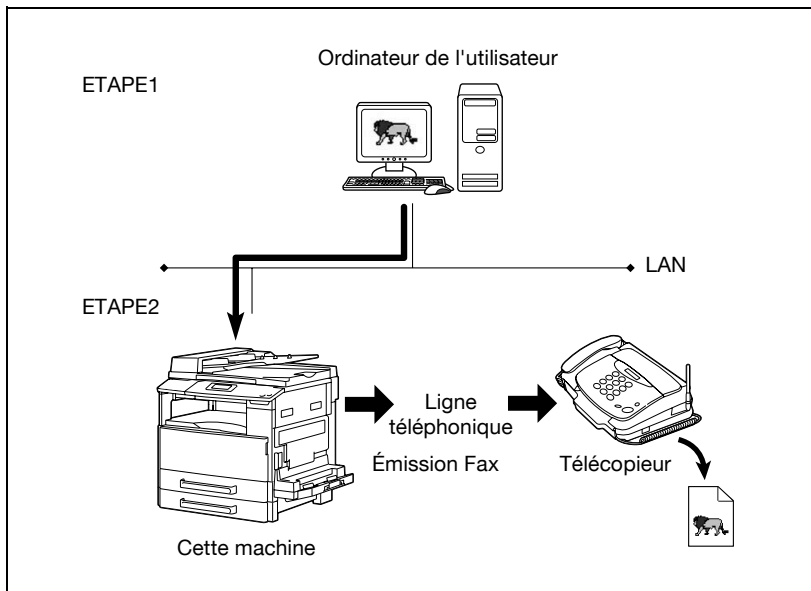 Ordinateur de l'utilisateur
ETAPE1
LAN
ETAPE2
Ligne
téléphonique
Émission Fax
Télécopieur
Cette machine